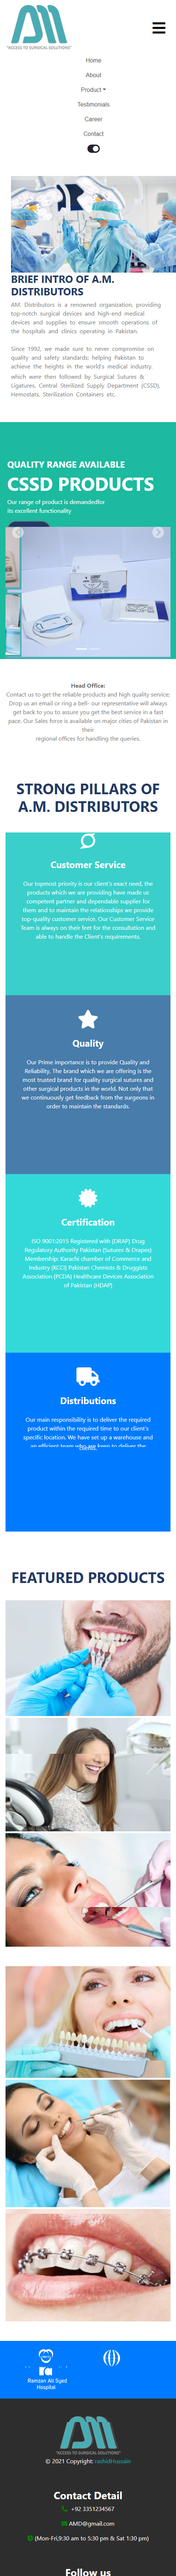 AM
"ACCESS TO SURGICAL SOLUTIONS"
Home
About
Product
Testimonials
Career
Contact
BRIEF INTRO OF A.M.
DISTRIBUTORS
AM. Distributors is a renowned organization, providing
top-notch surgical devices and high-end medical
devices and supplies to ensure smooth operations of
the hospitals and clinics operating in Pakistan.
Since 1992, we made sure to never compromise on
quality and safety standards; helping Pakistan to
achieve the heights in the world's medical industry.
which were then followed by Surgical Sutures &
Ligatures, Central Sterilized Supply Department (CSSD),
Hemostats, Sterilization Containers etc.
QUALITY RANGE AVAILABLE
CSSD PRODUCTS
Our range of product is demandedfor
its excellent functionality
Head Office:
Contact us to get the reliable products and high quality service;
Drop us an email or ring a bell- our representative will always
get back to you to assure you get the best service in a fast
pace. Our Sales force is available on major cities of Pakistan in
their
regional offices for handling the queries.
STRONG PILLARS OF
A.M. DISTRIBUTORS
Customer Service
Our topmost priority is our client's exact need, the
products which we are providing have made us
competent partner and dependable supplier for
them and to maintain the relationships we provide
top-quality customer service. Our Customer Service
team is always on their feet for the consultation and
able to handle the Client's requirements.
Quality
Our Prime importance is to provide Quality and
Reliability, The brand which we are offering is the
most trusted brand for quality surgical sutures and
other surgical products in the world. Not only that
we continuously get feedback from the surgeons in
order to maintain the standards.
Certification
ISO 9001:2015 Registered with (DRAP) Drug
Regulatory Authority Pakistan (Sutures & Drapes)
Membership: Karachi chamber of Commerce and
Industry (KCCI) Pakistan Chemists & Druggists
Association (PCDA) Healthcare Devices Association
of Pakistan (HDAP)
Distributions
Our main responsibility is to deliver the required
product within the required time to our client's
specific location. We have set up a warehouse and
an efficient team who are keen to deliver the
clients.
FEATURED PRODUCTS
Ramzan Ali Syed
Hospital
AM
"ACCESS TO SURGICAL SOLUTIONS"
© 2021 Copyright: rashidHussain
Contact Detail
+92 3351234567
AMD@gmail.com
(Mon-Fri,9:30 am to 5:30 pm & Sat 1:30 pm)
Follow us